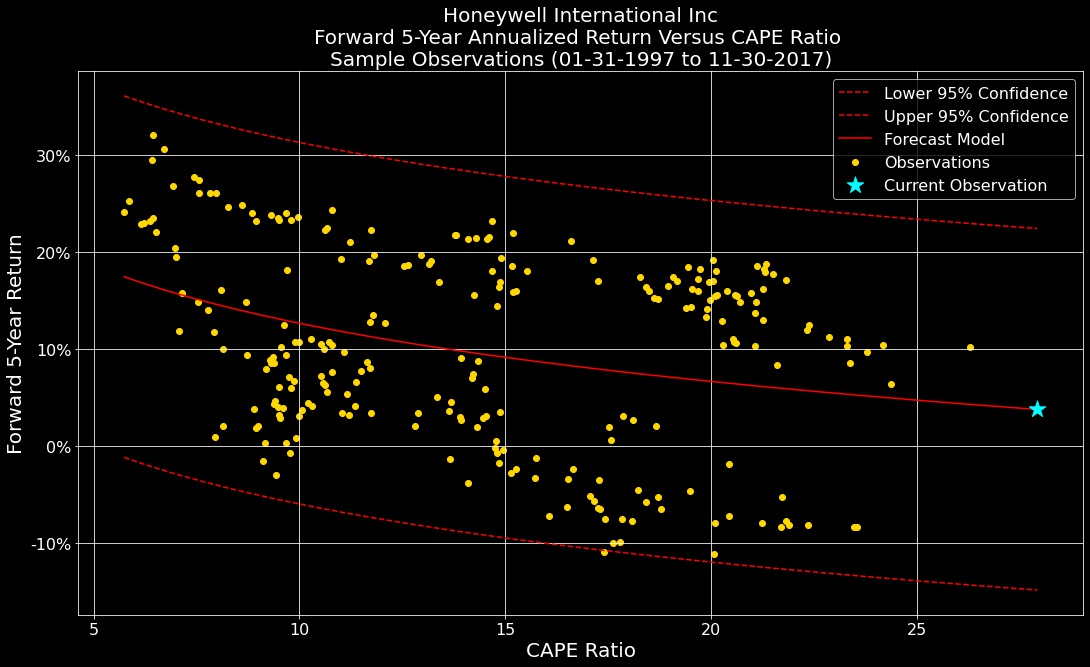 Honeywell International Inc
Forward 5-Year Annualized Return Versus CAPE Ratio
Sample Observations (01-31-1997 to 11-30-2017)
Lower 95% Confidence
Upper 95% Confidence
Forecast Model
Observations
Current Observation
Forward 5-Year Return
30%
20%
10%
0%
-10%
5
10
15
20
25
CAPE Ratio